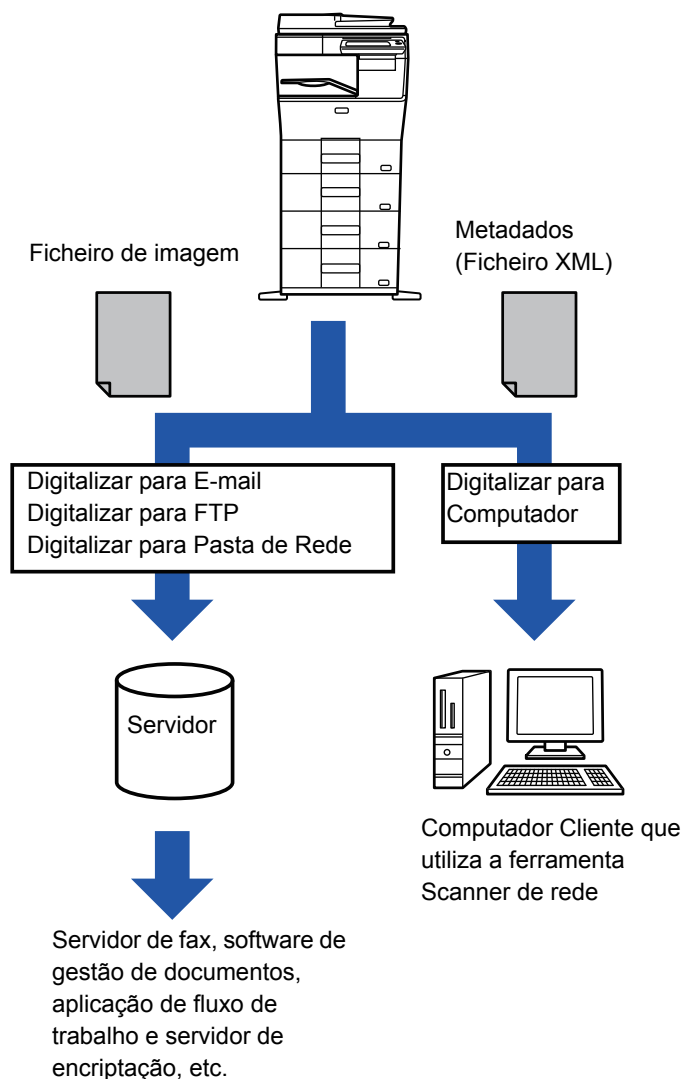 Ficheiro de imagem
Metadados
(Ficheiro XML)
Digitalizar para E-mail
Digitalizar para FTP
Digitalizar para Pasta de Rede
Digitalizar para
Computador
Servidor
Computador Cliente que
utiliza a ferramenta
Scanner de rede
Servidor de fax, software de
gestão de documentos,
aplicação de fluxo de
trabalho e servidor de
encriptação, etc.